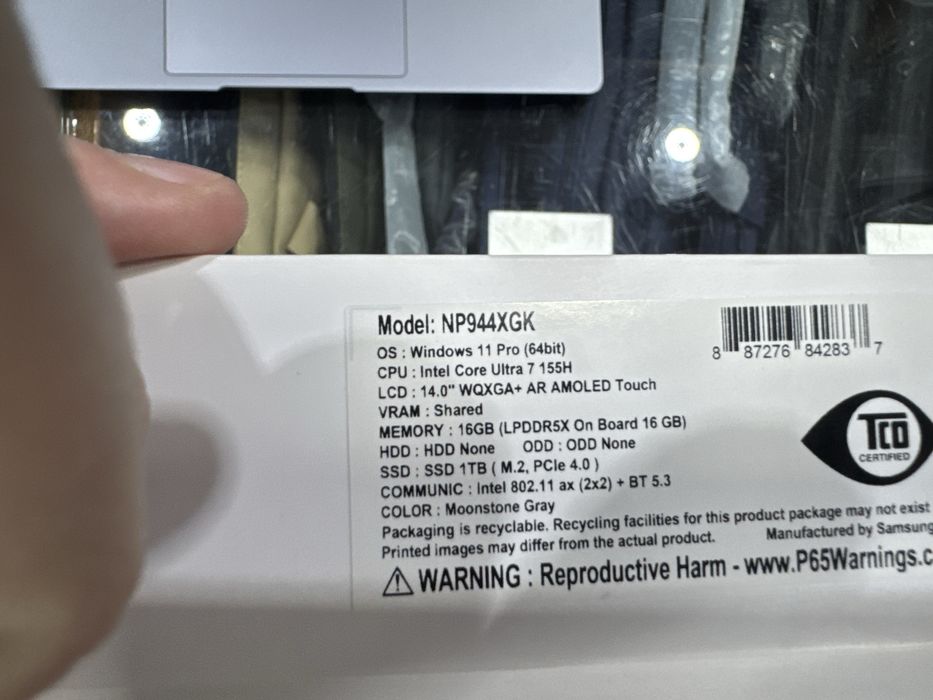 Model: NP944XGK
OS : Windows 11 Pro (64bit)
CPU : Intel Core Ultra 7 155H
LCD : 14.0" WQXGA+ AR AMOLED Touch
VRAM : Shared
MEMORY : 16GB (LPDDR5X On Board 16 GB)
HDD : HDD None ODD : ODD None
SSD : SSD 1TB ( M.2, PCIe 4.0 )
COMMUNIC : Intel 802.11 ax (2x2) + BT 5.3
COLOR : Moonstone Gray
Packaging is recyclable. Recycling facilities for this product package may not exist
Printed images may differ from the actual product. Manufactured by Samsung
WARNING : Reproductive Harm - www.P65Warnings.c
8 87276 84283 7
TCO
CERTIFIED